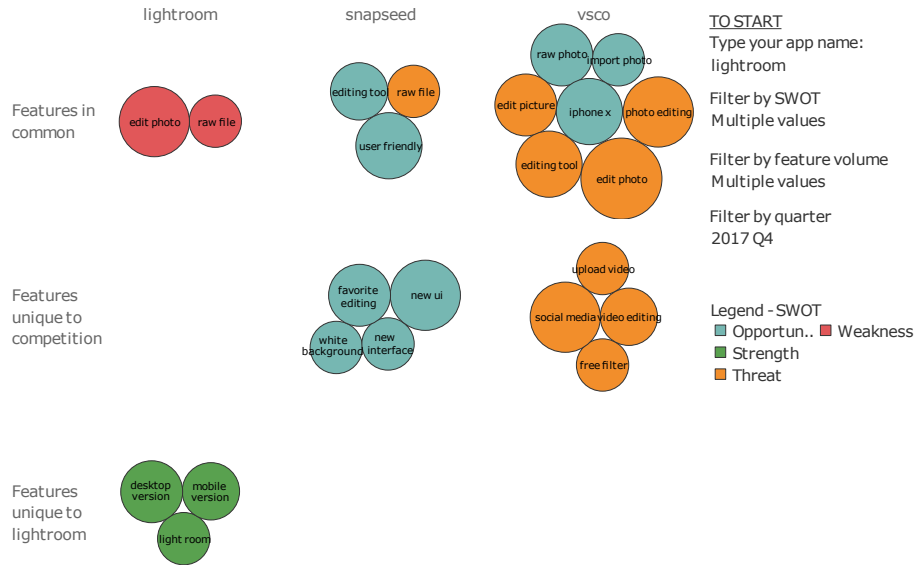 lightroom
snapseed
vsco
TO START
Type your app name:
lightroom
Filter by SWOT
Multiple values
Filter by feature volume
Multiple values
Filter by quarter
2017 Q4
Legend - SWOT
Opportun.. Weakness
Strength
Threat
Features in
common
edit photo
raw file
editing tool
raw file
user friendly
raw photo
import photo
edit picture
iphone x
photo editing
editing tool
edit photo
Features
unique to
competition
favorite
editing
new ui
white
background
new
interface
upload video
social media
video editing
free filter
Features
unique to
lightroom
desktop
version
mobile
version
light room